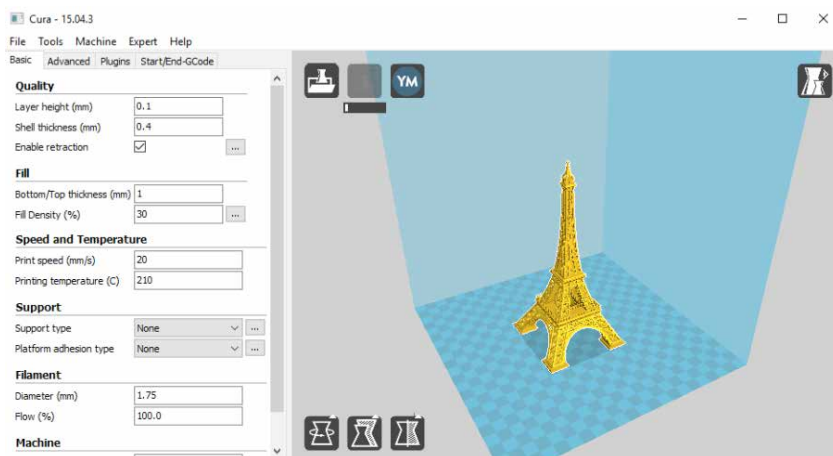 Cura - 15.04.3
File Tools Machine Expert Help
Basic Advanced Plugins Start/End-GCode
Quality
Layer height (mm) 0.1
Shell thickness (mm) 0.4
Enable retraction ...
Fill
Bottom/Top thickness (mm) 1
Fill Density (%) 30 ...
Speed and Temperature
Print speed (mm/s) 20
Printing temperature (C) 210
Support
Support type None ...
Platform adhesion type None ...
Filament
Diameter (mm) 1.75
Flow (%) 100.0
Machine
YM